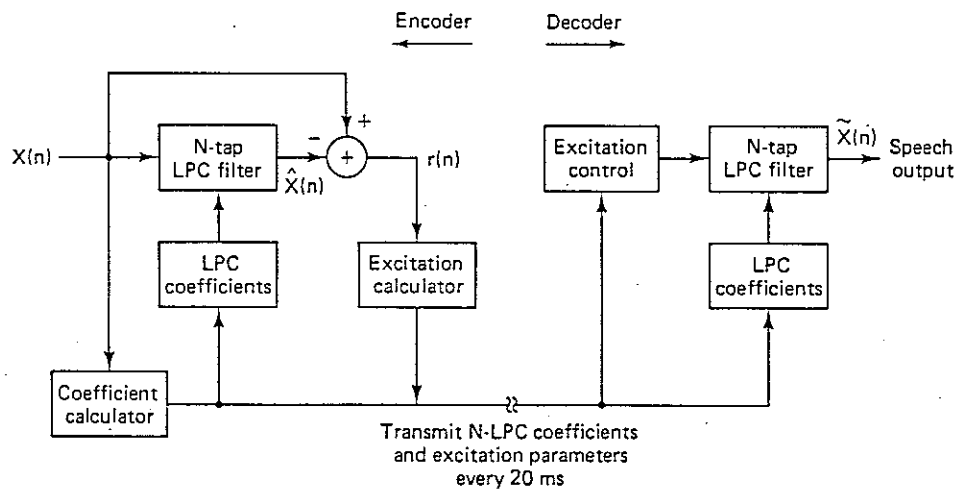 Encoder
Decoder
+
−
X(n)
N-tap
LPC filter
X̂(n)
+
r(n)
Excitation
control
N-tap
LPC filter
X̃(n)
Speech
output
LPC
coefficients
Excitation
calculator
LPC
coefficients
Coefficient
calculator
Transmit N-LPC coefficients
and excitation parameters
every 20 ms